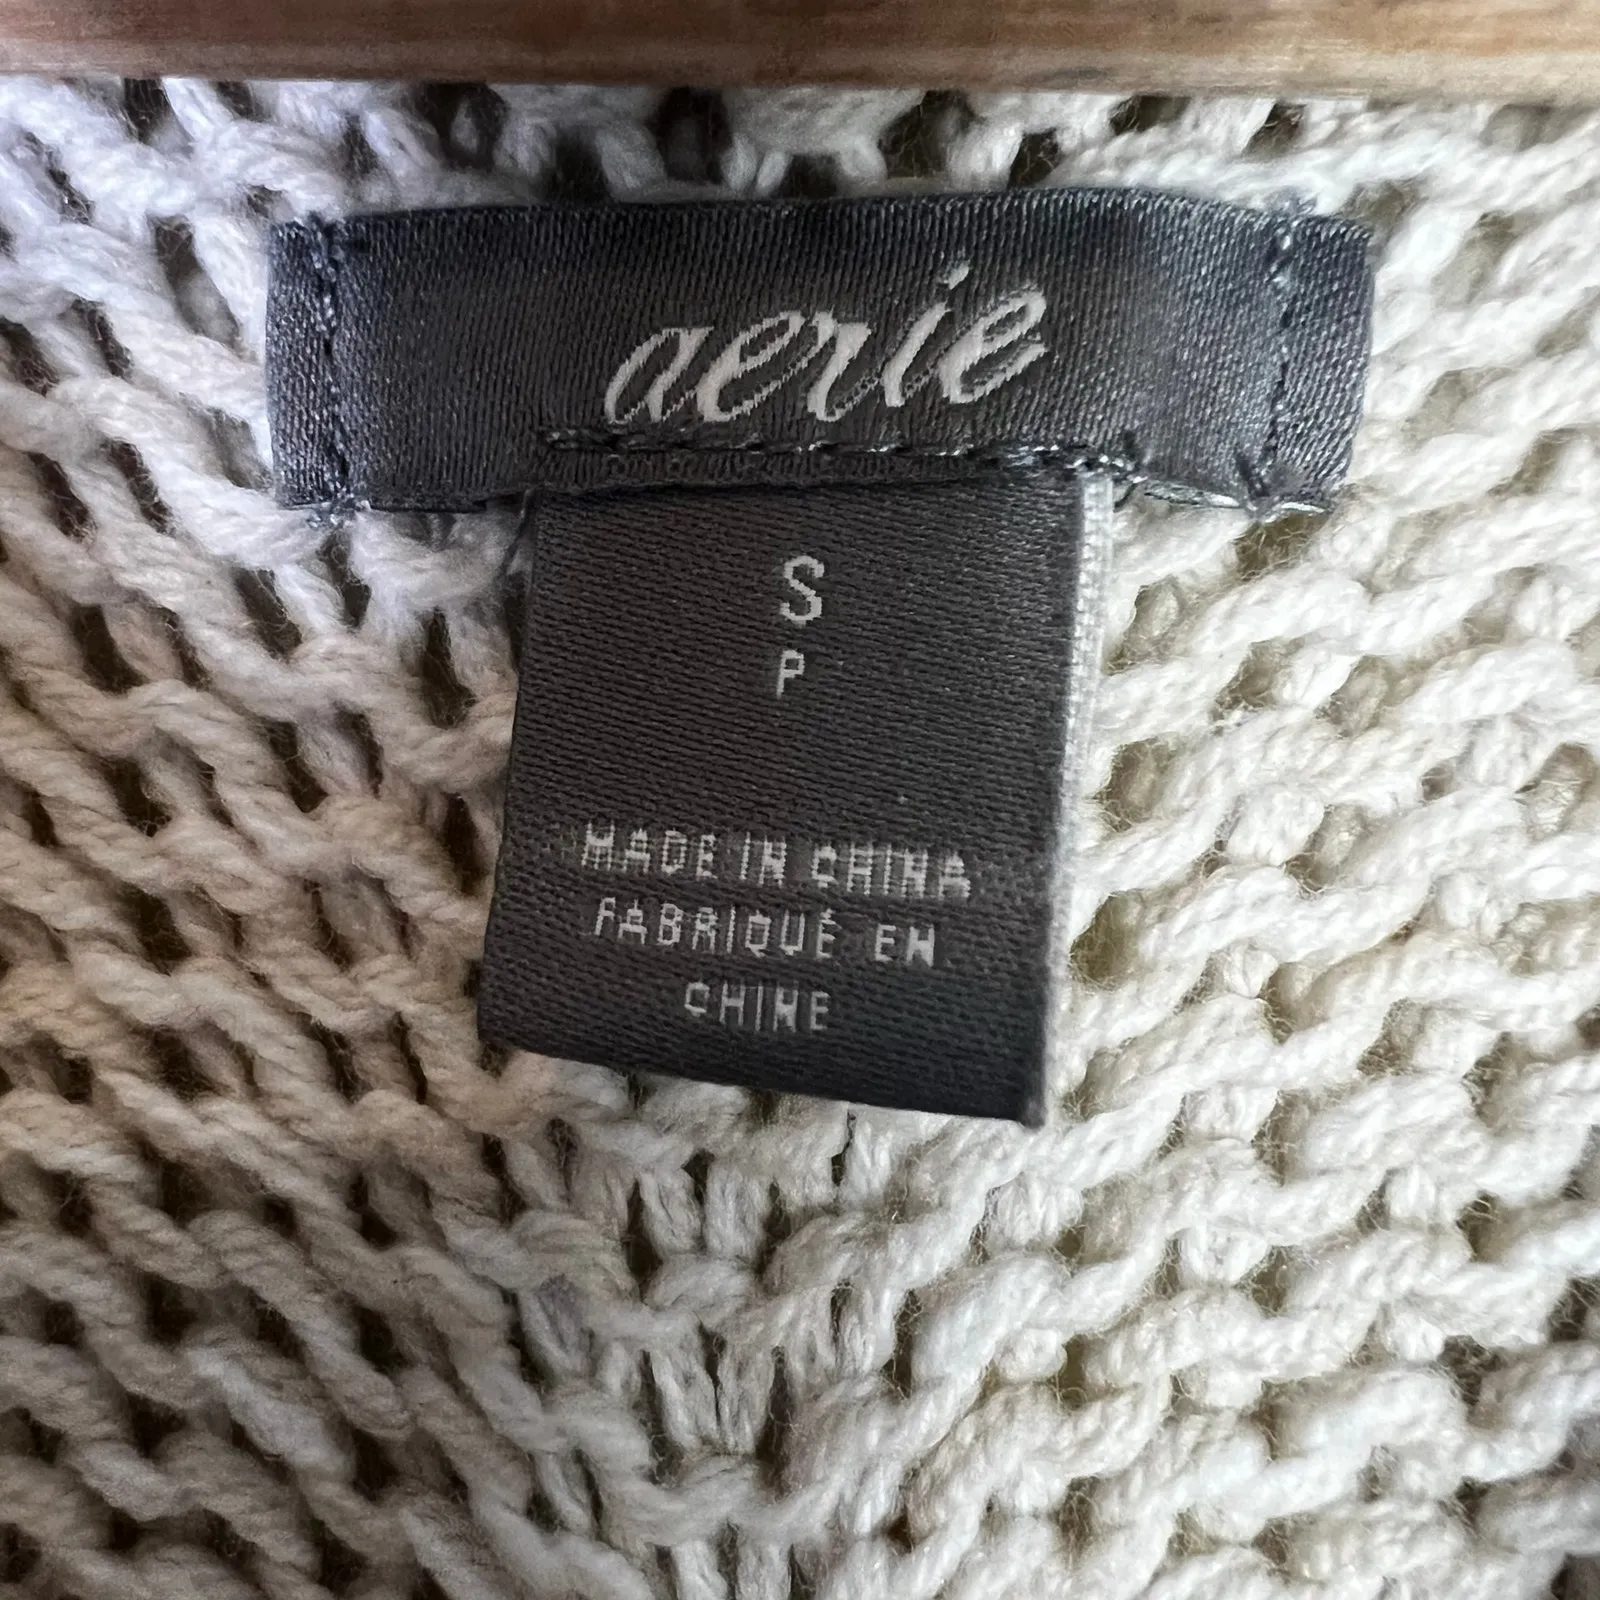 aerie
S
P
MADE IN CHINA
FABRIQUÉ EN
CHINE